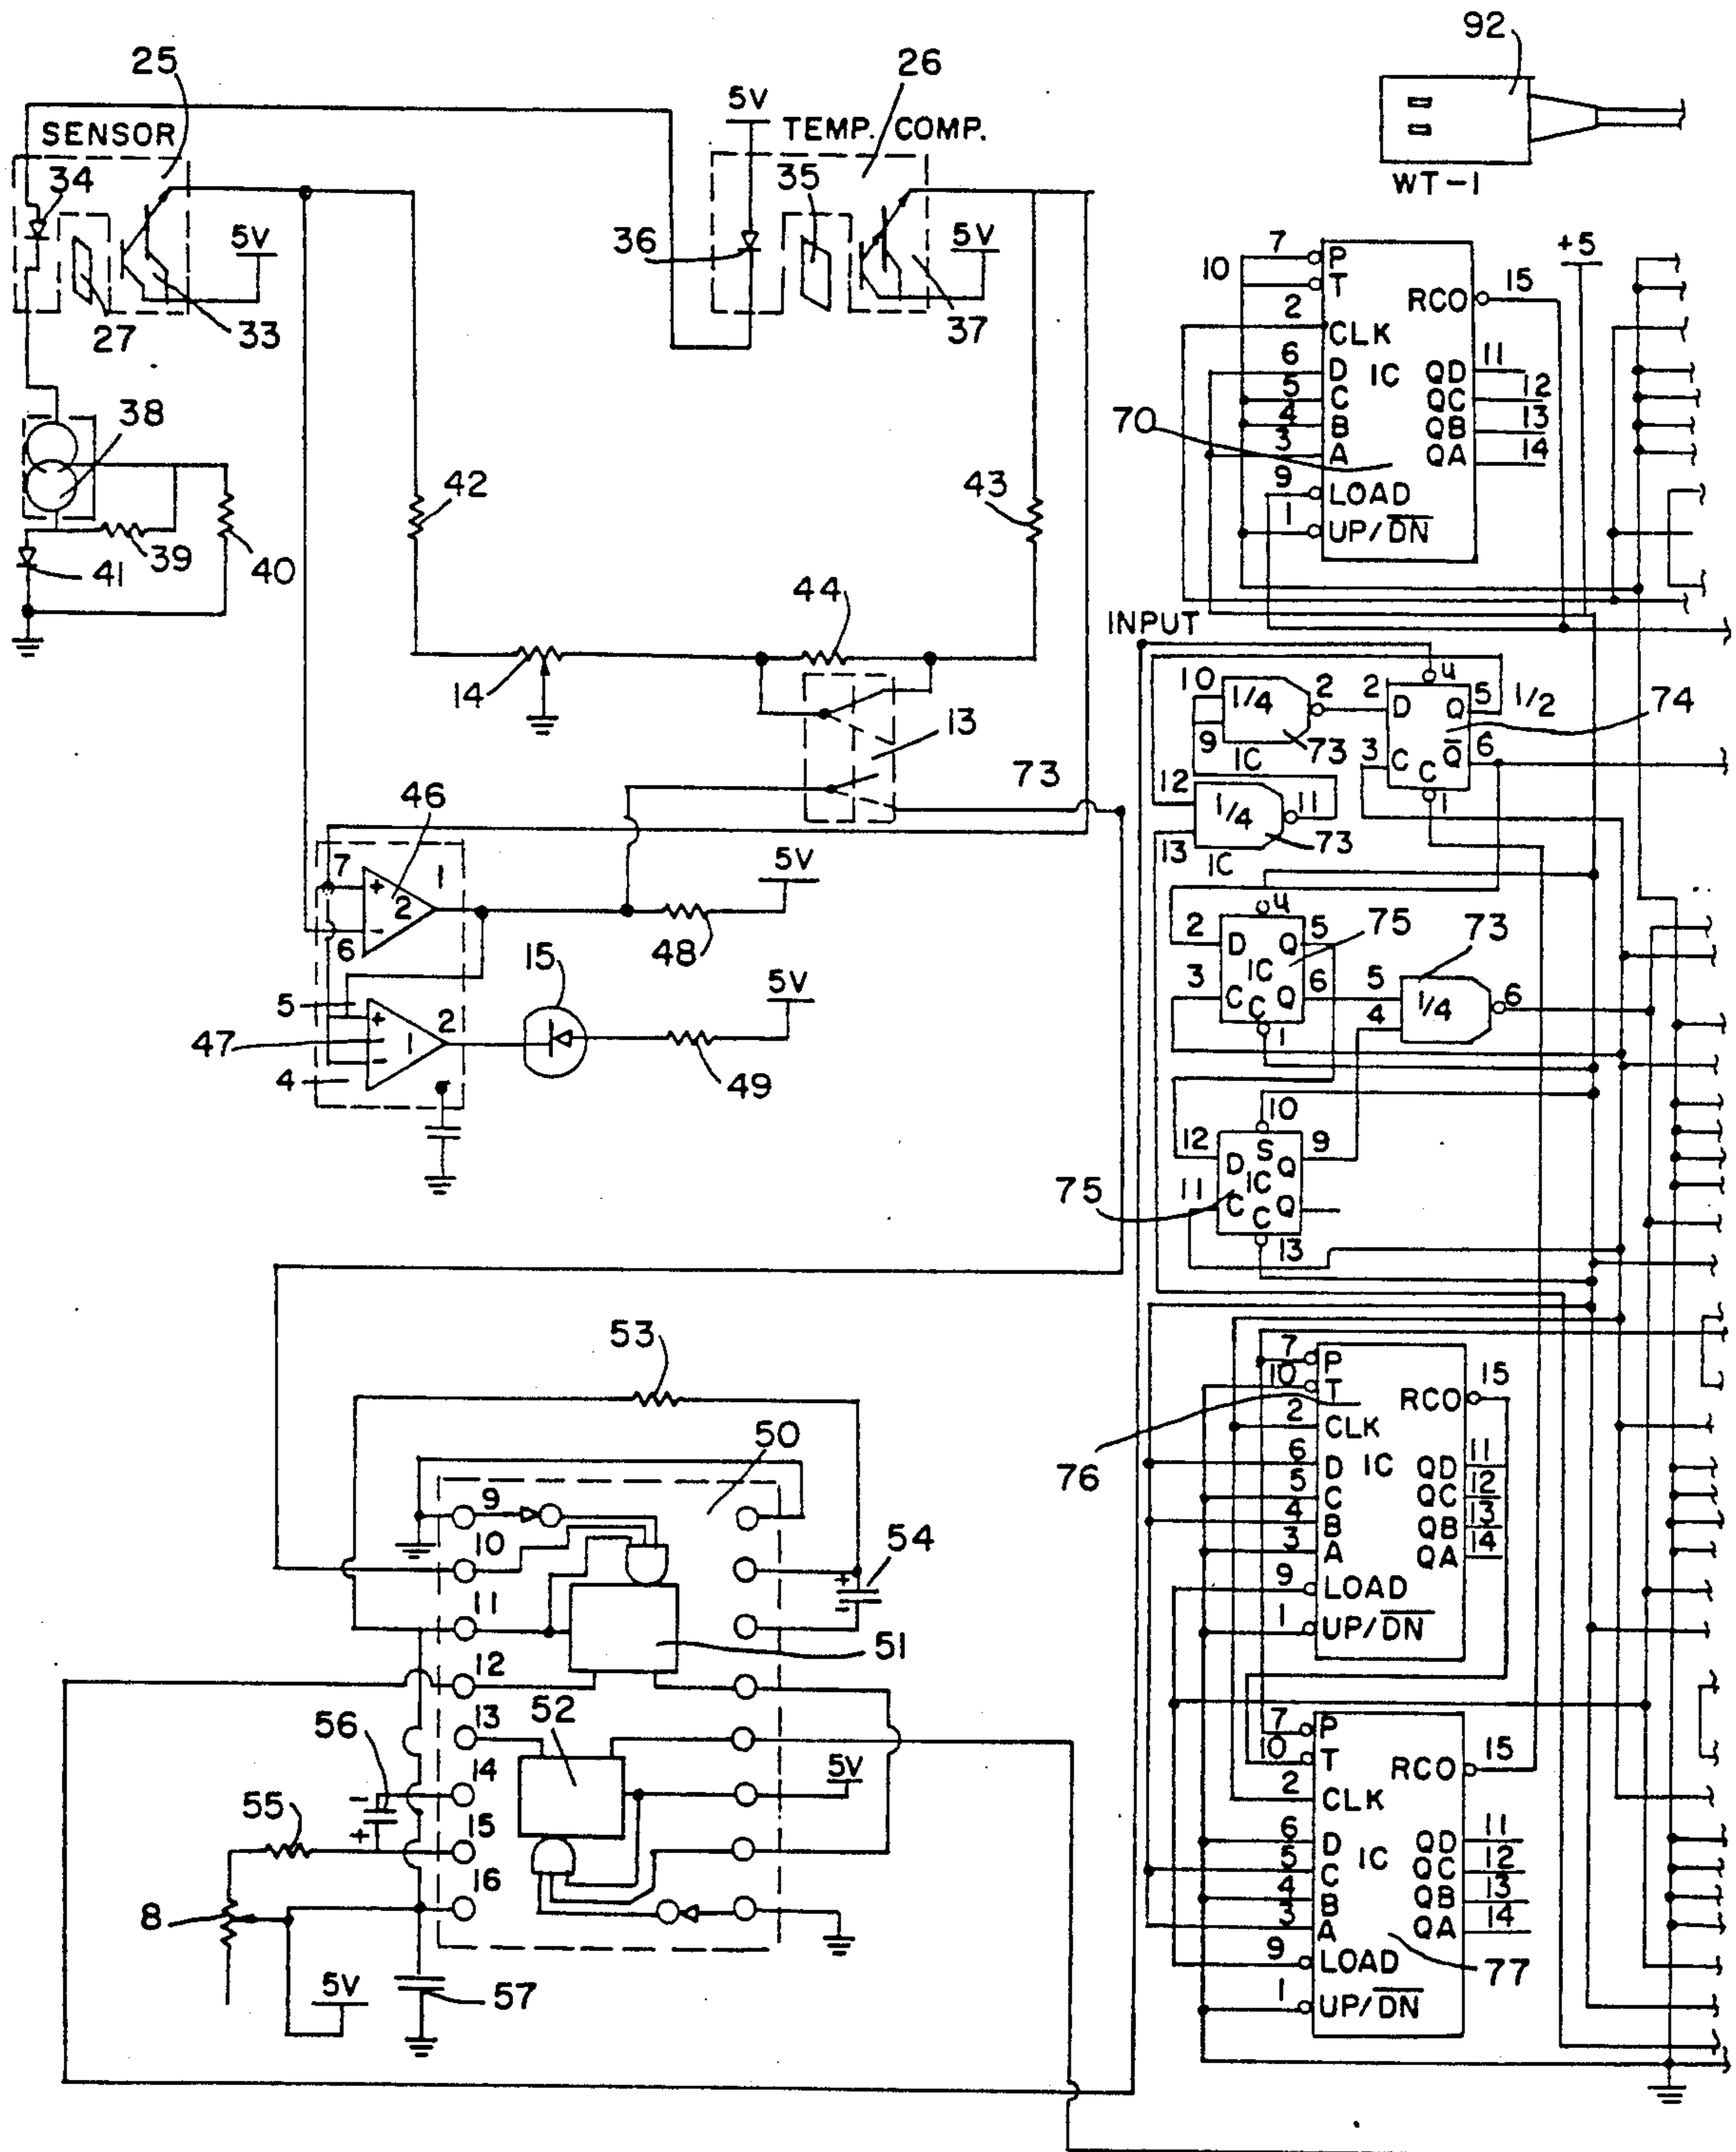 92
25
26
5V
SENSOR
TEMP. COMP.
34
35
WT-1
5V
36
5V
27
33
37
+5
7 P
10 T
RCO 15
2 CLK
6 D IC QD 11
5 C QC 12
4 B QB 13
3 A QA 14
70
9 LOAD
1 UP/DN
38
42
43
39
40
41
44
INPUT
14
13
10 1/4 2
9 IC 73
2 D Q 5 1/2
4
74
3 C Q 6
C 1
73
12 1/4 11
13 IC 73
46
7 + 1
2
6 -
5V
48
15
5 + 2
47 1
4 -
5V
49
4
2 D Q 5 75
IC
3 C Q 6
C 1
73
5 1/4 6
4
10
12 D S Q 9
IC
75
11 C Q
C 13
53
50
7 P
10 T
RCO 15
76
2 CLK
6 D IC QD 11
5 C QC 12
4 B QB 13
3 A QA 14
9 LOAD
1 UP/DN
9
10
54
+
-
11
51
12
13
52
56
14
-
5V
55
+
15
16
8
5V
57
7 P
10 T
RCO 15
2 CLK
6 D IC QD 11
5 C QC 12
4 B QB 13
3 A QA 14
9 LOAD
77
1 UP/DN